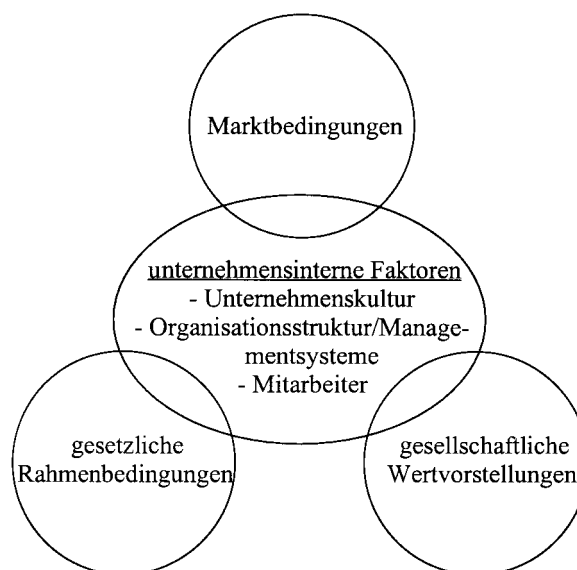 Marktbedingungen
unternehmensinterne Faktoren
- Unternehmenskultur
- Organisationsstruktur/Manage-
mentsysteme
- Mitarbeiter
gesetzliche
Rahmenbedingungen
gesellschaftliche
Wertvorstellungen